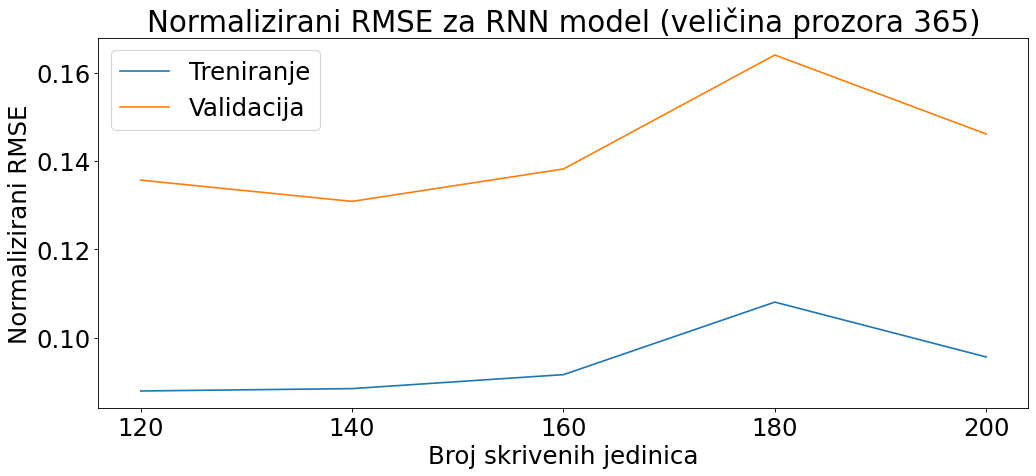 Normalizirani RMSE za RNN model (veličina prozora 365)
Treniranje
Validacija
Normalizirani RMSE
0.16
0.14
0.12
0.10
120 140 160 180 200
Broj skrivenih jedinica